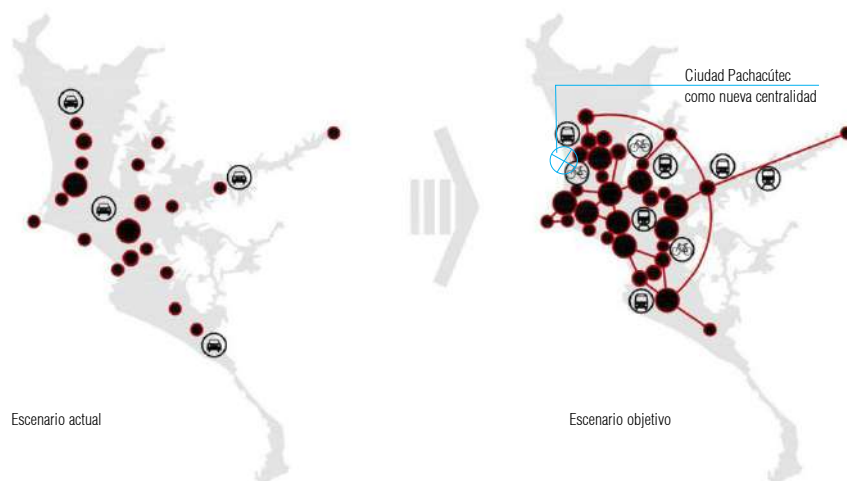 Ciudad Pachacútec
como nueva centralidad
Escenario actual
Escenario objetivo